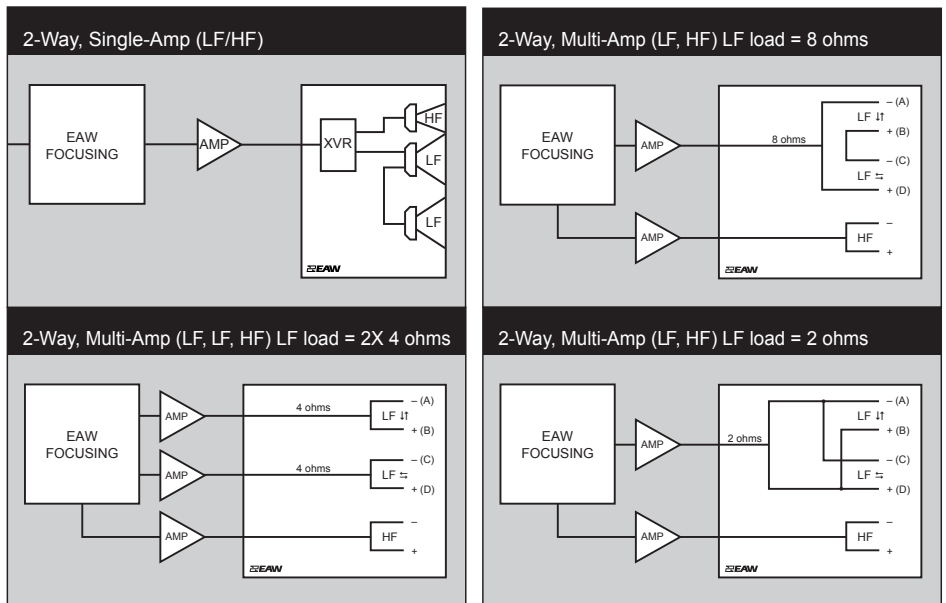 2-Way, Single-Amp (LF/HF)
EAW
FOCUSING
AMP
XVR
HF
LF
LF
EAW
2-Way, Multi-Amp (LF, HF) LF load = 8 ohms
EAW
FOCUSING
AMP
8 ohms
– (A)
LF ↓↑
+ (B)
– (C)
LF ⇆
+ (D)
AMP
–
HF
+
EAW
2-Way, Multi-Amp (LF, LF, HF) LF load = 2X 4 ohms
EAW
FOCUSING
AMP
4 ohms
– (A)
LF ↓↑
+ (B)
AMP
4 ohms
– (C)
LF ⇆
+ (D)
AMP
–
HF
+
EAW
2-Way, Multi-Amp (LF, HF) LF load = 2 ohms
EAW
FOCUSING
AMP
2 ohms
– (A)
LF ↓↑
+ (B)
– (C)
LF ⇆
+ (D)
AMP
–
HF
+
EAW